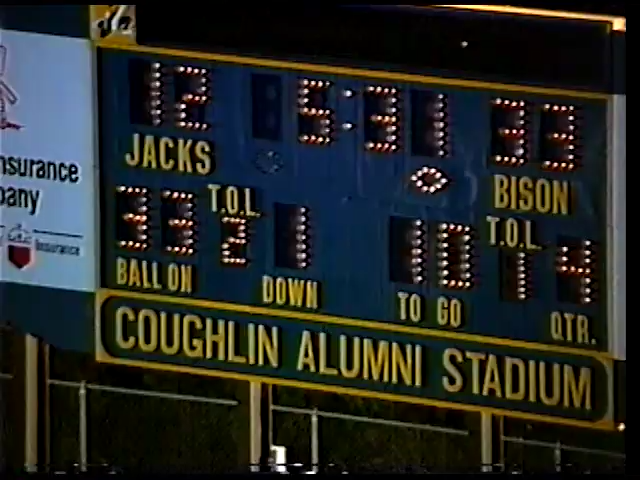 12 5:31 33
JACKS BISON
nsurance
pany
Insurance
T.O.L. T.O.L.
33 2 1 10 1 4
BALL ON DOWN TO GO QTR.
COUGHLIN ALUMNI STADIUM